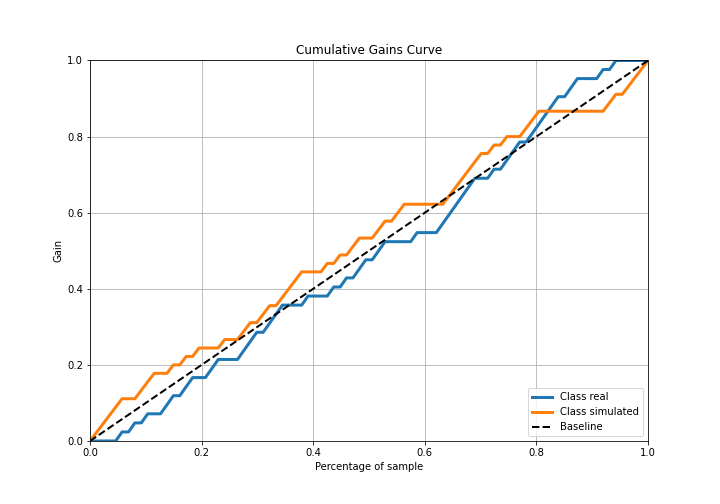 Cumulative Gains Curve
1.0
0.8
0.6
0.4
0.2
0.0
Gain
0.0 0.2 0.4 0.6 0.8 1.0
Percentage of sample
Class real
Class simulated
Baseline